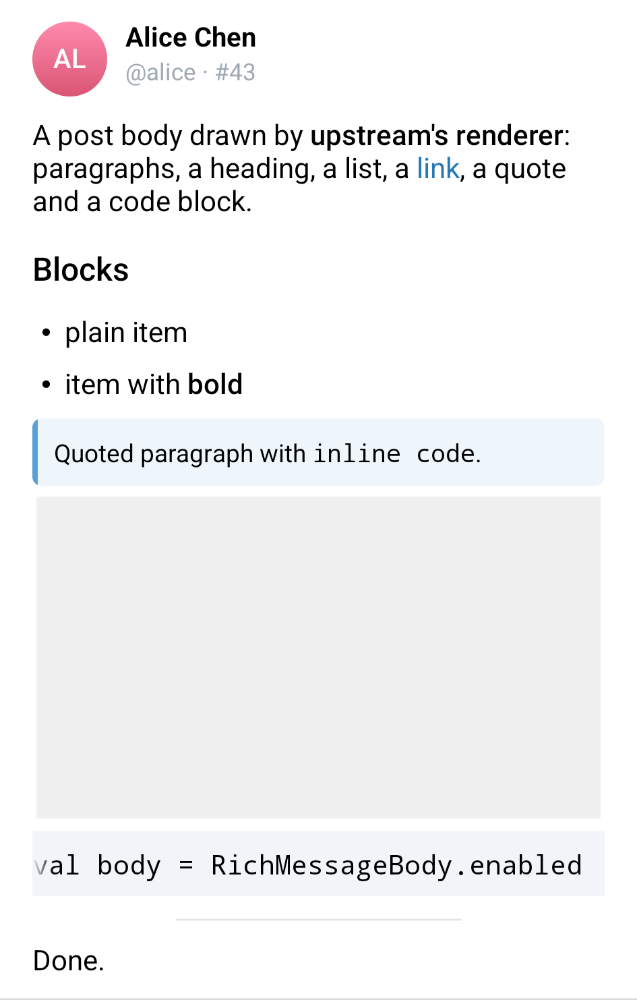 AL
Alice Chen
@alice · #43
A post body drawn by upstream's renderer:
paragraphs, a heading, a list, a link, a quote
and a code block.
Blocks
• plain item
• item with bold
Quoted paragraph with inline code.
val body = RichMessageBody.enabled
Done.